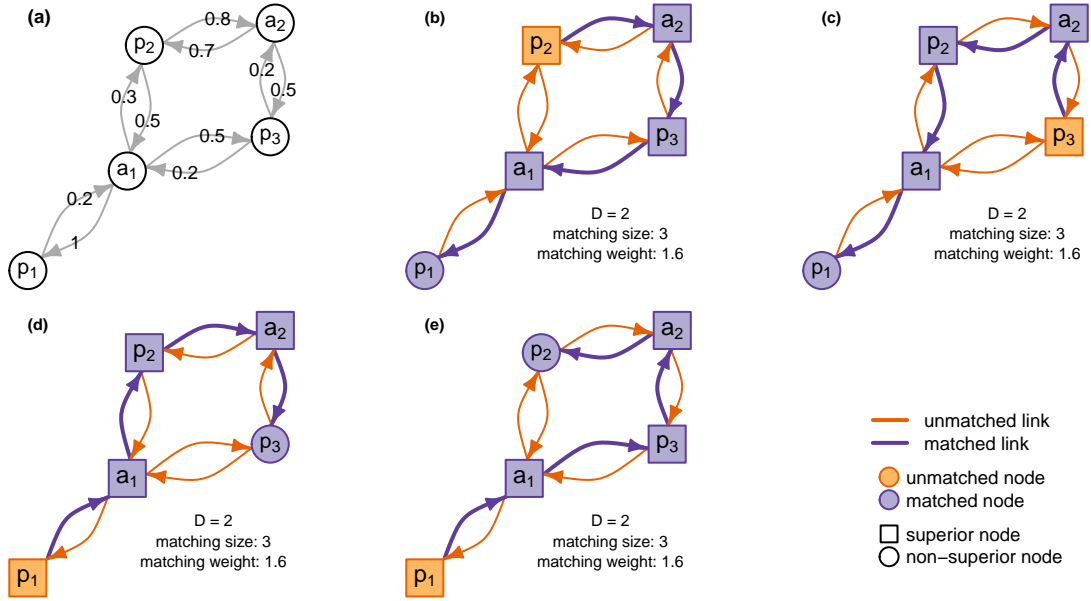 (a)
0.8
a₂
p₂
0.7
0.2
0.3
0.5
0.5
0.5
p₃
a₁
0.2
0.2
1
p₁
(b)
a₂
p₂
p₃
a₁
D = 2
matching size: 3
matching weight: 1.6
p₁
(c)
a₂
p₂
p₃
a₁
D = 2
matching size: 3
matching weight: 1.6
p₁
(d)
a₂
p₂
p₃
a₁
D = 2
matching size: 3
matching weight: 1.6
p₁
(e)
a₂
p₂
p₃
a₁
D = 2
matching size: 3
matching weight: 1.6
p₁
unmatched link
matched link
unmatched node
matched node
superior node
non−superior node